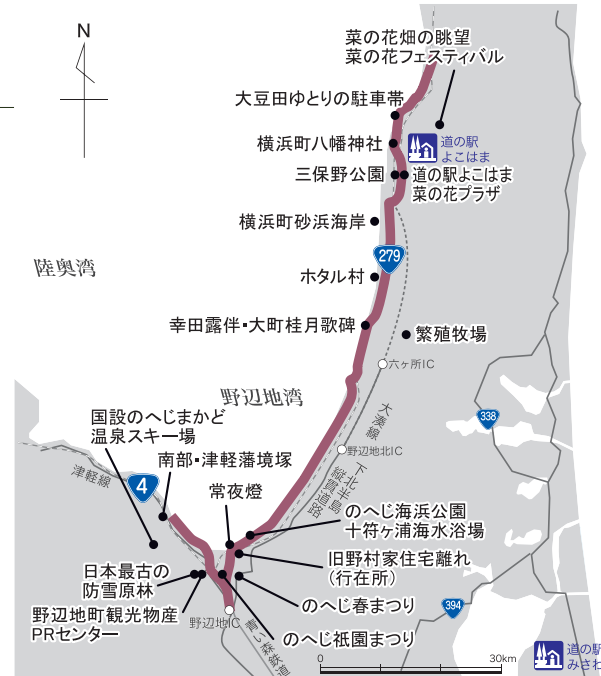 N
菜の花畑の眺望
菜の花フェスティバル
大豆田ゆとりの駐車帯
横浜町八幡神社
道の駅
よこはま
三保野公園
道の駅よこはま
菜の花プラザ
横浜町砂浜海岸
279
陸奥湾
ホタル村
幸田露伴・大町桂月歌碑
繁殖牧場
六ヶ所IC
野辺地湾
大湊線
338
国設のへじまかど
温泉スキー場
野辺地北IC
下北半島
縦貫道路
津軽線
4
南部・津軽藩境塚
常夜燈
のへじ海浜公園
十符ヶ浦海水浴場
旧野村家住宅離れ
(行在所)
日本最古の
防雪原林
のへじ春まつり
394
野辺地町観光物産
PRセンター
野辺地IC
のへじ祇園まつり
青い森鉄道
道の駅
みさわ
0
30km